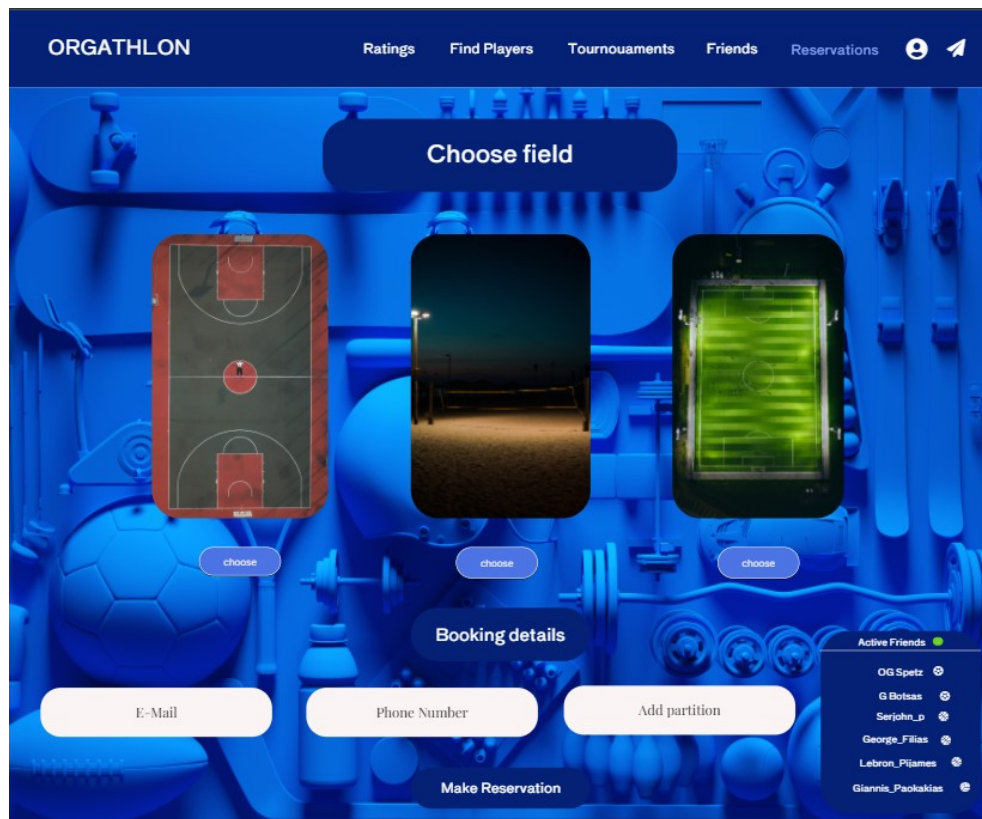 ORGATHLON
Ratings Find Players Tournouaments Friends Reservations
Choose field
choose choose choose
Booking details
E-Mail Phone Number Add partition
Make Reservation
Active Friends
OG Spetz
G Botsas
Serjohn_p
George_Filias
Lebron_Pijames
Giannis_Paokakias